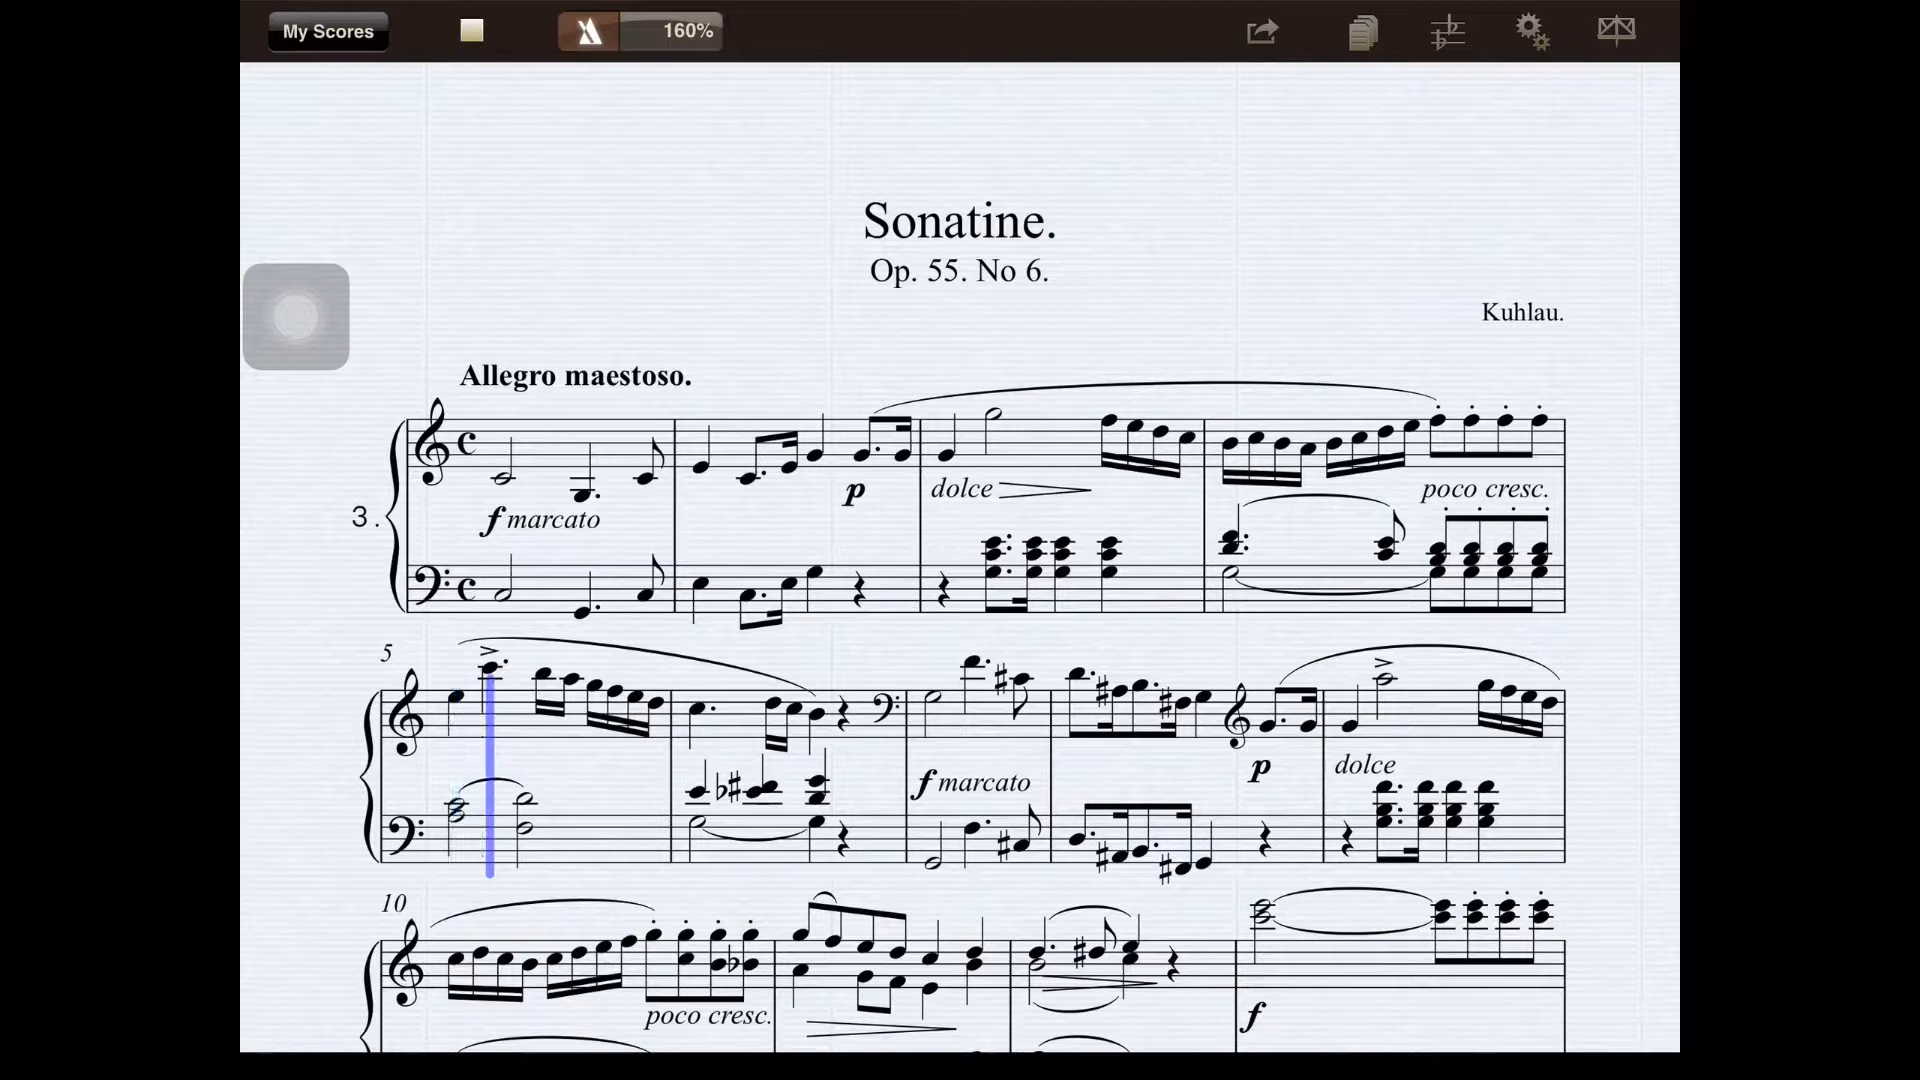 My Scores 160%
Sonatine.
Op. 55. No 6.
Kuhlau.
Allegro maestoso.
3.
p dolce poco cresc.
f marcato
5
f marcato p dolce
10
poco cresc. f